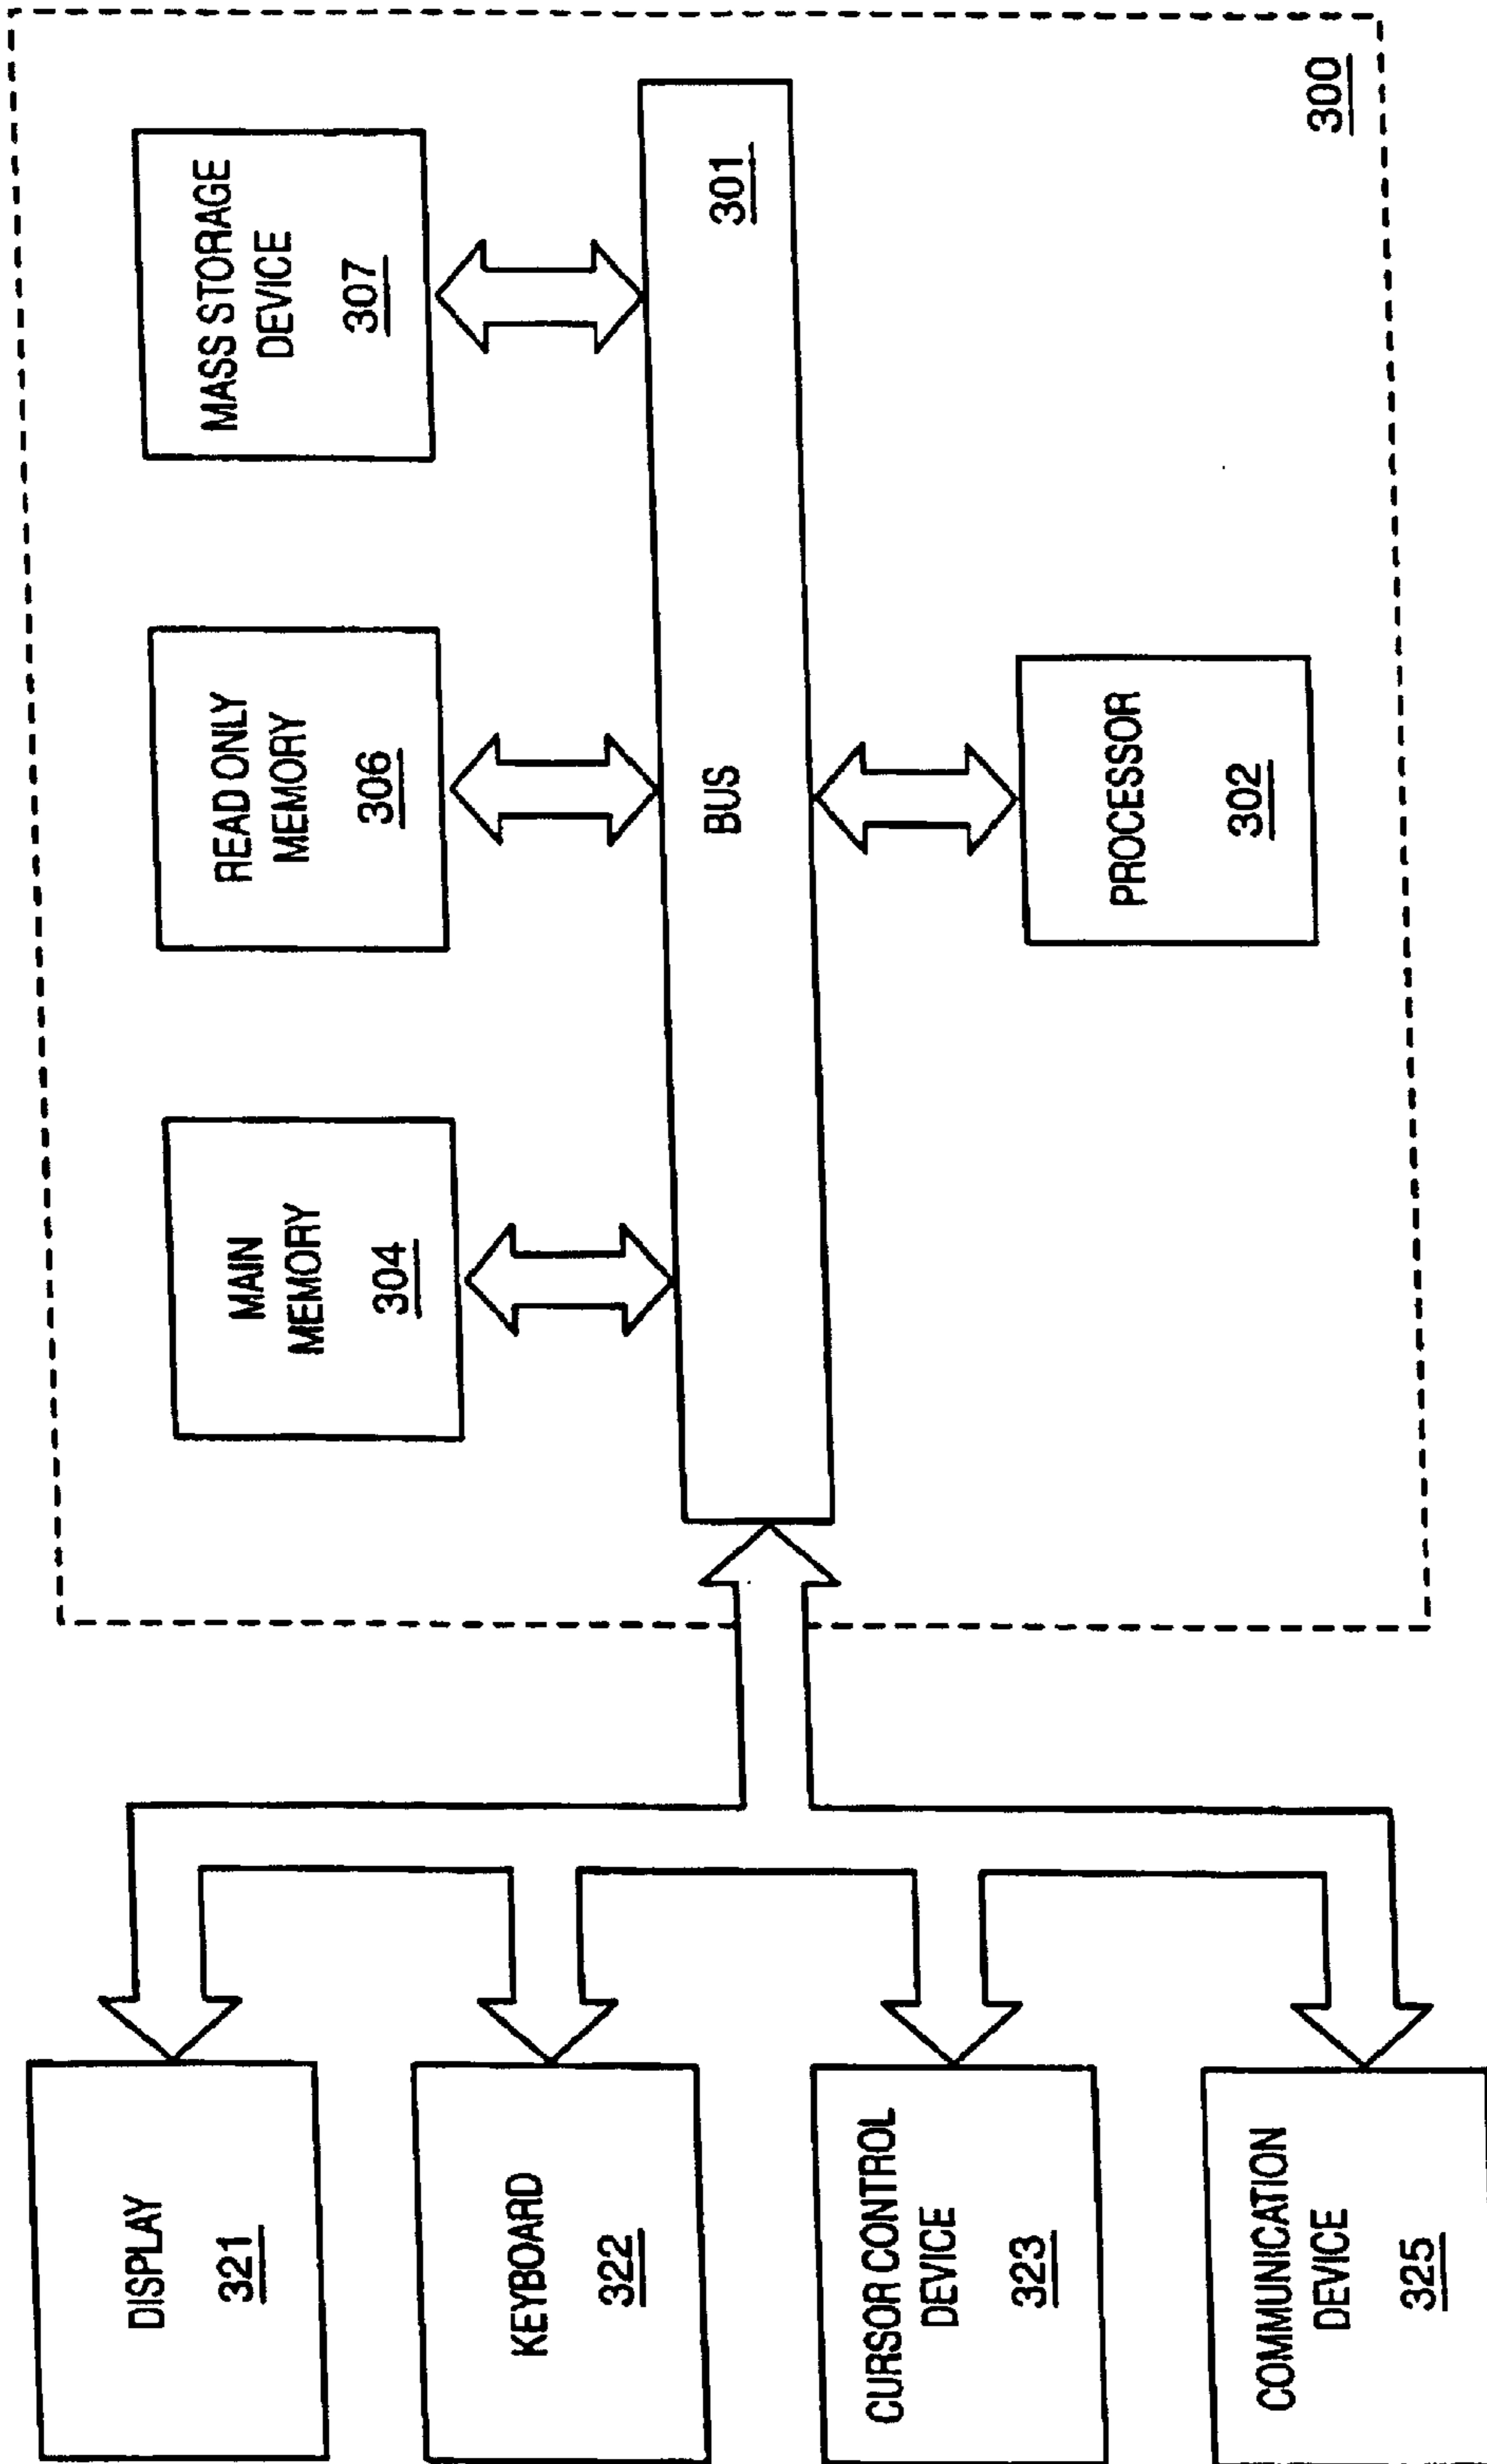 DISPLAY
321
KEYBOARD
322
CURSOR CONTROL
DEVICE
323
COMMUNICATION
DEVICE
325
MAIN
MEMORY
304
READ ONLY
MEMORY
306
MASS STORAGE
DEVICE
307
BUS
301
PROCESSOR
302
300